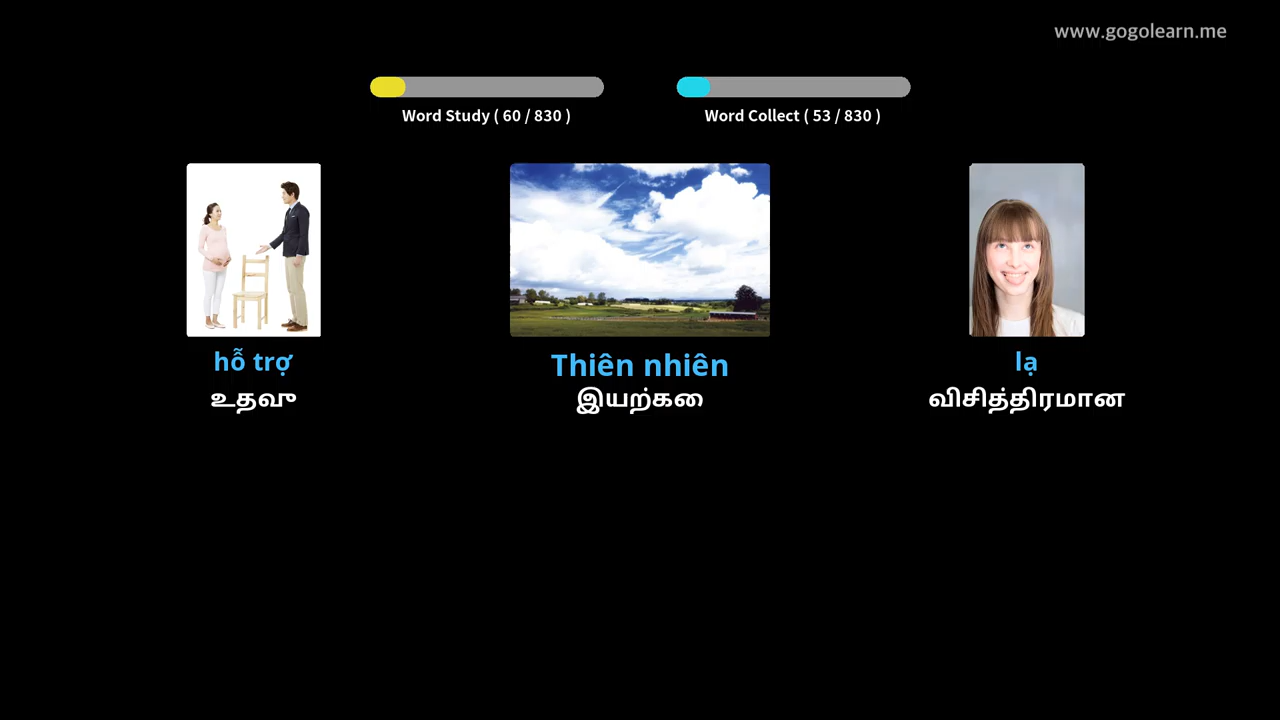 www.gogolearn.me
Word Study ( 60 / 830 )
Word Collect ( 53 / 830 )
hỗ trợ
Thiên nhiên
lạ
உதவு
இயற்கை
விசித்திரமான